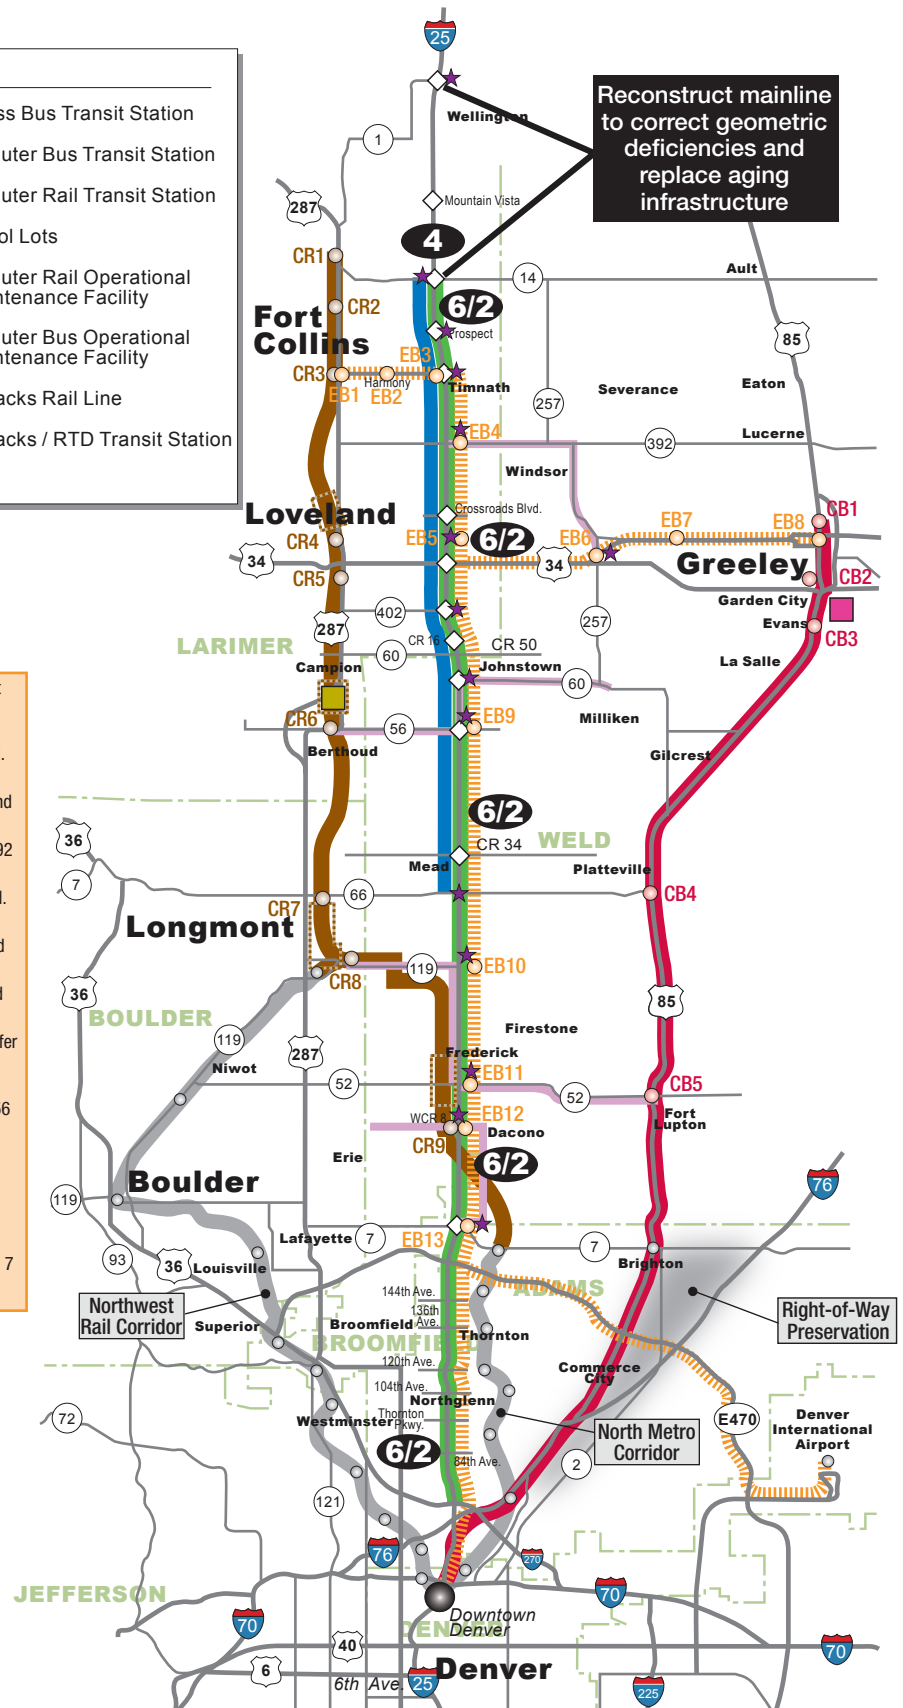 25
ss Bus Transit Station
uter Bus Transit Station
uter Rail Transit Station
ol Lots
uter Rail Operational
ntenance Facility
uter Bus Operational
ntenance Facility
acks Rail Line
acks / RTD Transit Station
Reconstruct mainline
to correct geometric
deficiencies and
replace aging
infrastructure
Wellington
1
287
Mountain Vista
4
CR1
14
Ault
CR2
6/2
Fort
Collins
Prospect
85
EB3
CR3
Harmony
Timnath
EB1
EB2
Severance
Eaton
257
EB4
392
Lucerne
Windsor
Loveland
Crossroads Blvd.
CB1
CR4
EB5
6/2
EB6
EB7
EB8
34
34
Greeley
CR5
CB2
Garden City
402
257
Evans
287
CR 16
CB3
LARIMER
60
CR 50
La Salle
Campion
Johnstown
60
CR6
EB9
Milliken
56
Berthoud
Gilcrest
6/2
36
WELD
CR 34
Mead
Platteville
7
66
CB4
CR7
Longmont
119
EB10
CR8
36
85
BOULDER
Firestone
119
287
Frederick
Niwot
EB11
52
52
CB5
WCR 8
EB12
Fort
Lupton
CR9
Dacono
Erie
6/2
Boulder
76
119
Lafayette
7
EB13
7
93
36
Louisville
Brighton
144th Ave.
ADAMS
Northwest
Rail Corridor
136th
Ave.
Right-of-Way
Preservation
Superior
Broomfield
Thornton
BROOMFIELD
120th Ave.
Commerce
City
104th Ave.
Northglenn
72
Westminster
Thornton
Pkwy.
E470
Denver
International
Airport
North Metro
Corridor
6/2
84th Ave.
2
121
76
270
JEFFERSON
70
70
Downtown
Denver
DENVER
40
70
6
6th Ave.
25
Denver
225
.
nd
92
l.
d
d
fer
56
7